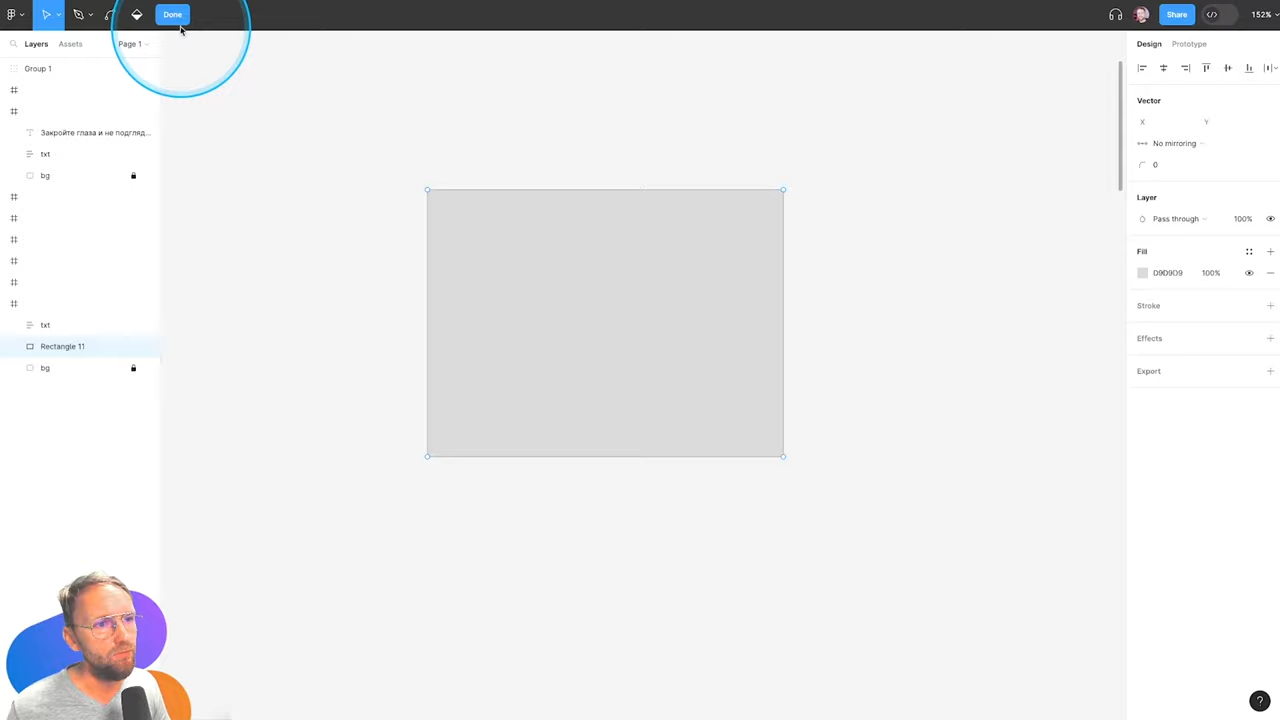 Done
Share
152%
Layers
Assets
Page 1
Group 1
Закройте глаза и не подгляд...
txt
bg
txt
Rectangle 11
bg
Design
Prototype
Vector
X
Y
No mirroring
0
Layer
Pass through
100%
Fill
D9D9D9
100%
Stroke
Effects
Export
?